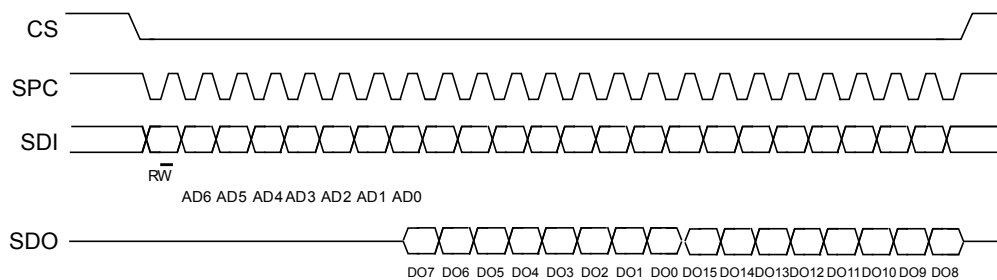 CS
SPC
SDI
RW
AD6 AD5 AD4 AD3 AD2 AD1 AD0
SDO
DO7 DO6 DO5 DO4 DO3 DO2 DO1 DO0 DO15 DO14 DO13 DO12 DO11 DO10 DO9 DO8